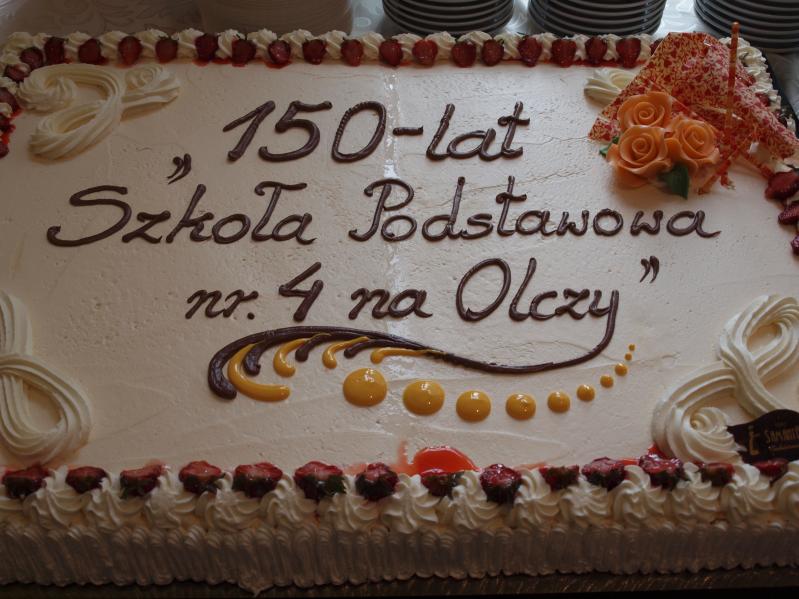 150-lat
„Szkoła Podstawowa
nr. 4 na Olczy”